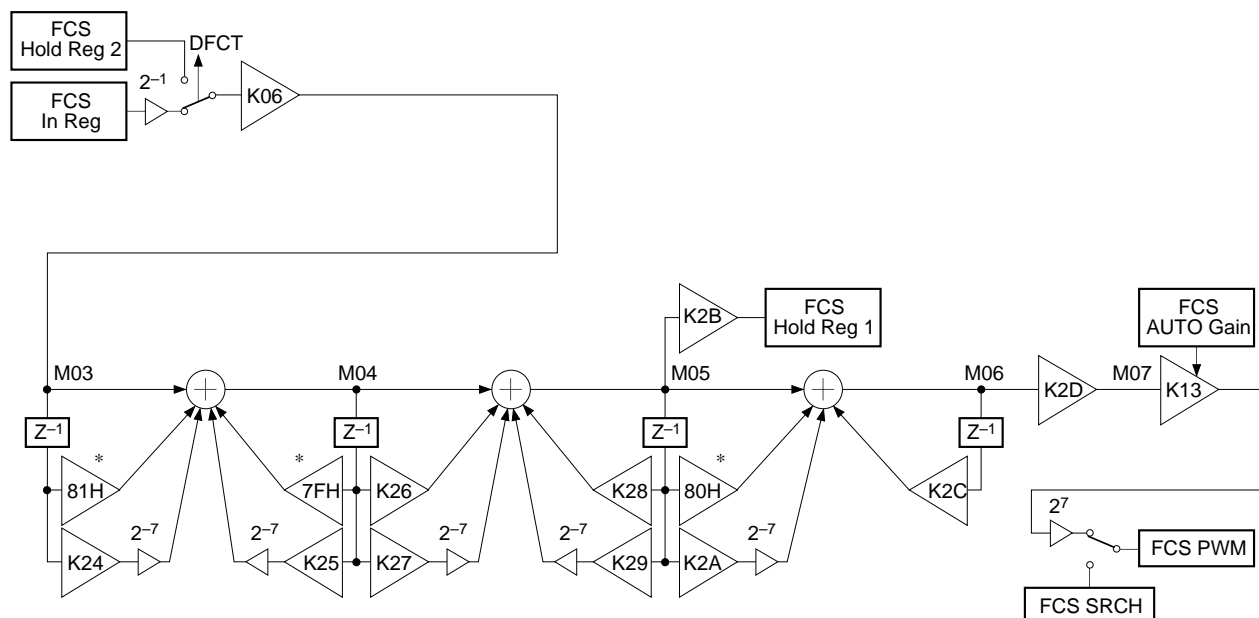 FCS
Hold Reg 2
DFCT
2–1
FCS
In Reg
K06
K2B
FCS
Hold Reg 1
FCS
AUTO Gain
M03
M04
M05
M06
K2D
M07
K13
Z–1
Z–1
Z–1
Z–1
*
*
*
81H
7FH
K26
K28
80H
K2C
2–7
2–7
2–7
2–7
2–7
K24
K25
K27
K29
K2A
27
FCS PWM
FCS SRCH